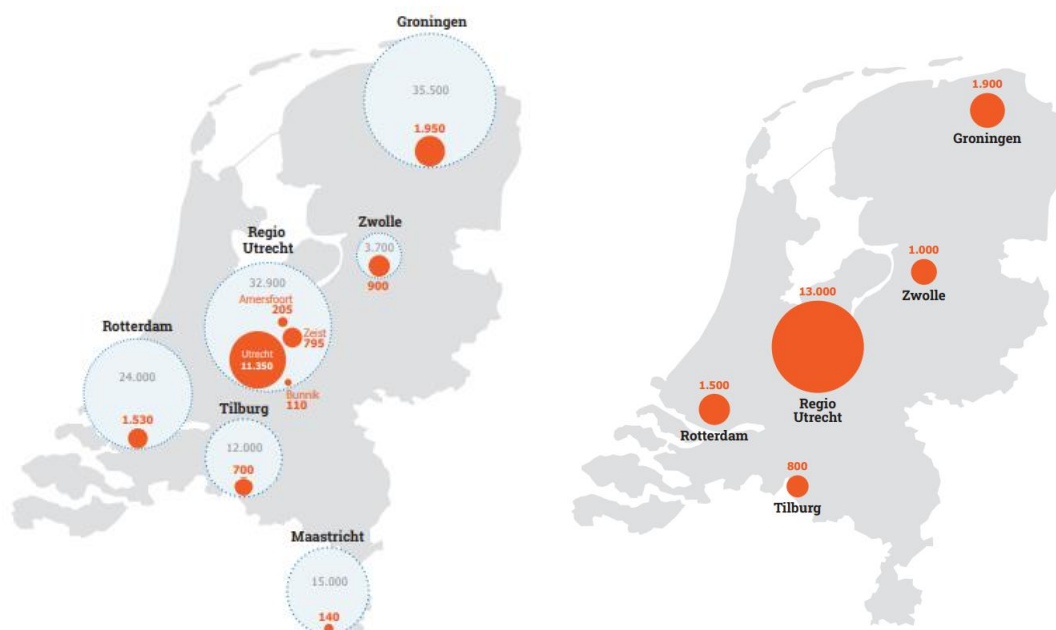 Groningen
35.500
1.950
Zwolle
3.700
900
Regio
Utrecht
32.900
Amersfoort
205
Zeist
795
Utrecht
11.350
Bunnik
110
Rotterdam
24.000
1.530
Tilburg
12.000
700
Maastricht
15.000
140
1.900
Groningen
1.000
Zwolle
13.000
Regio
Utrecht
1.500
Rotterdam
800
Tilburg